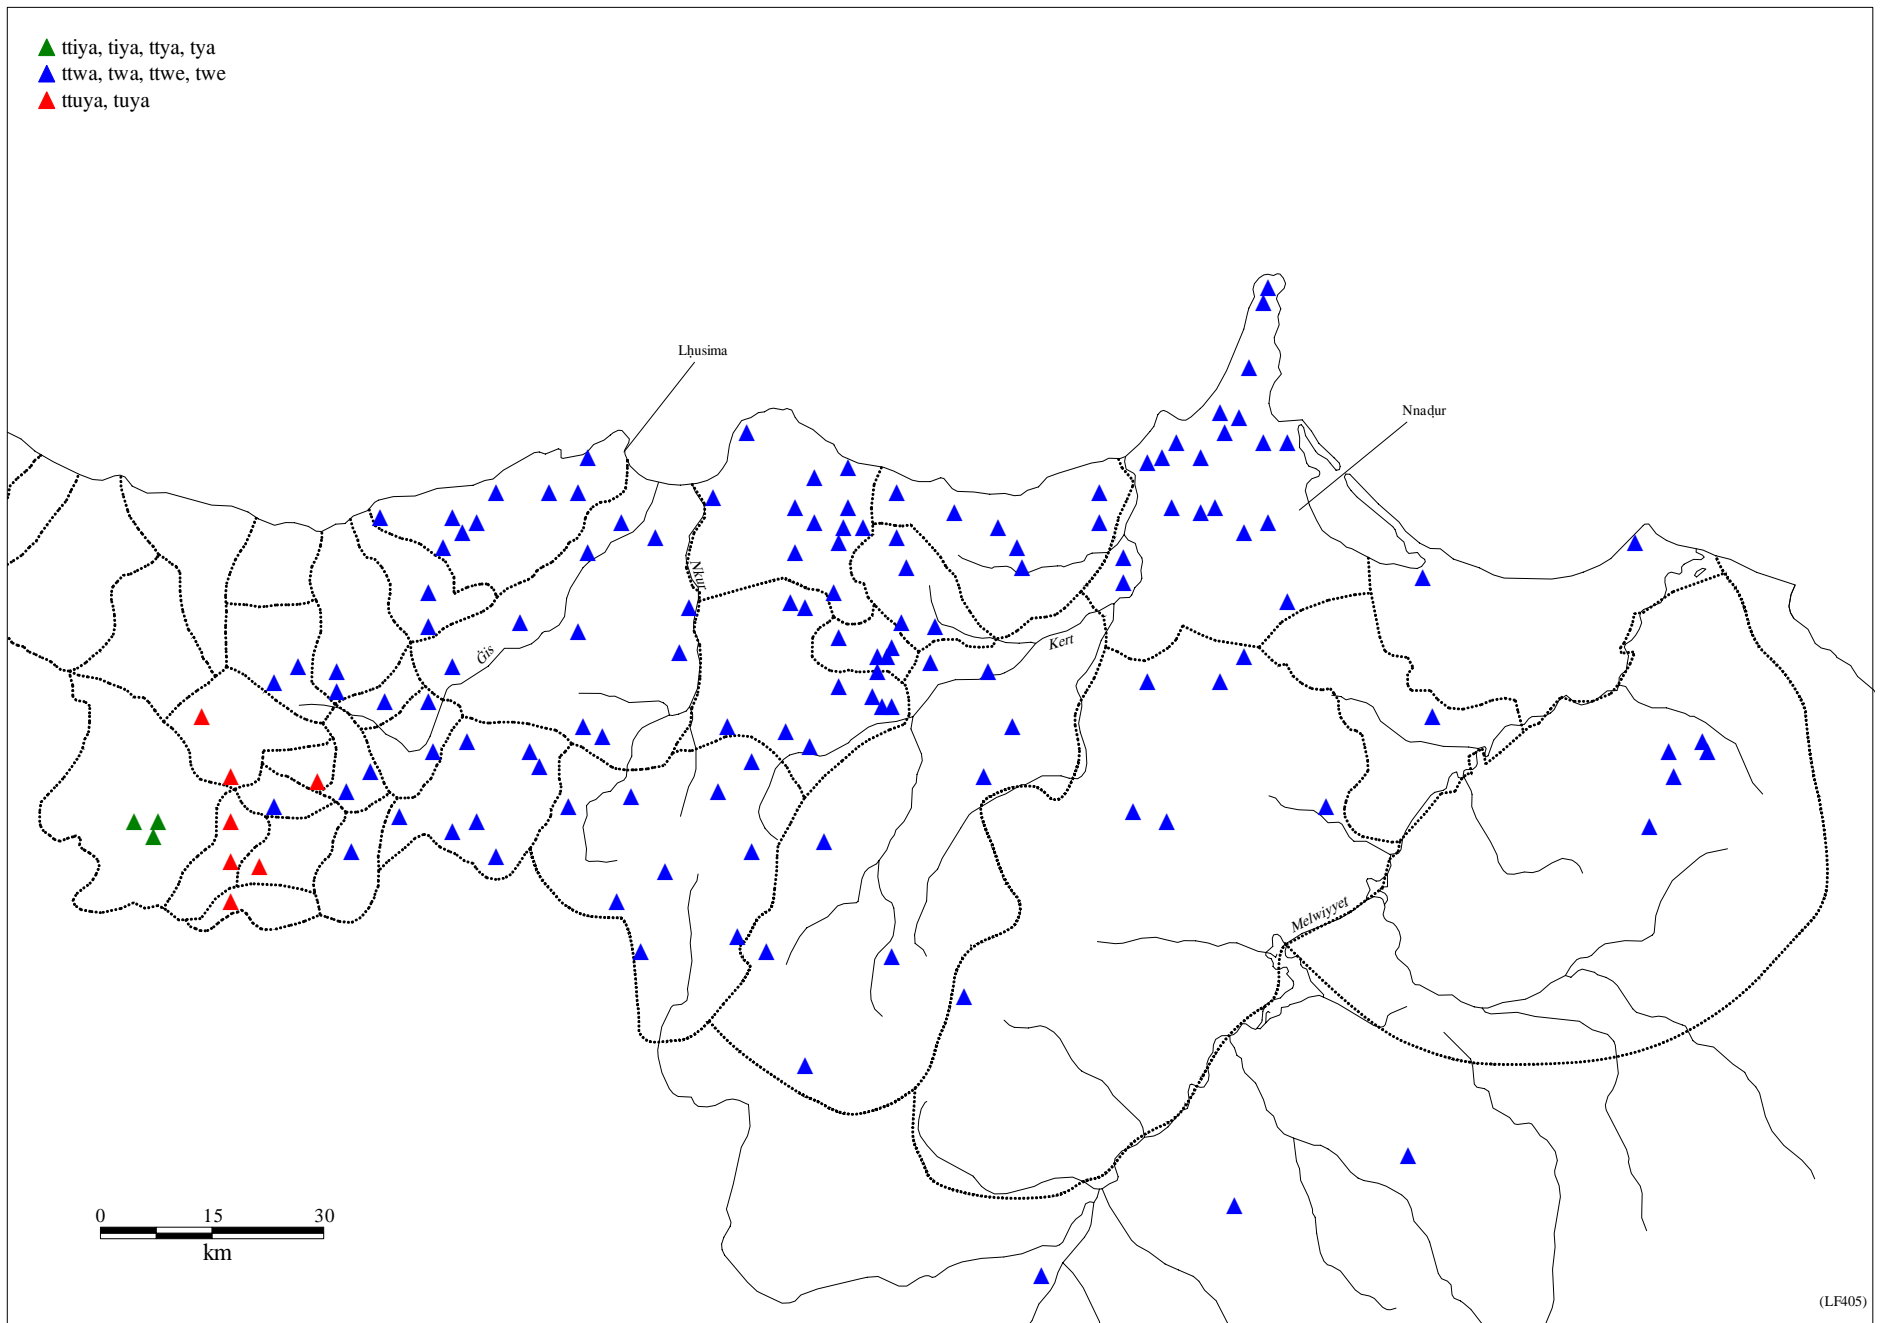 ttiya, tiya, ttya, tya
ttwa, twa, ttwe, twe
ttuya, tuya
Lḥusima
Nnaḍur
Nkur
Kert
Ġis
Melwiyyet
0 15 30
km
(LF405)